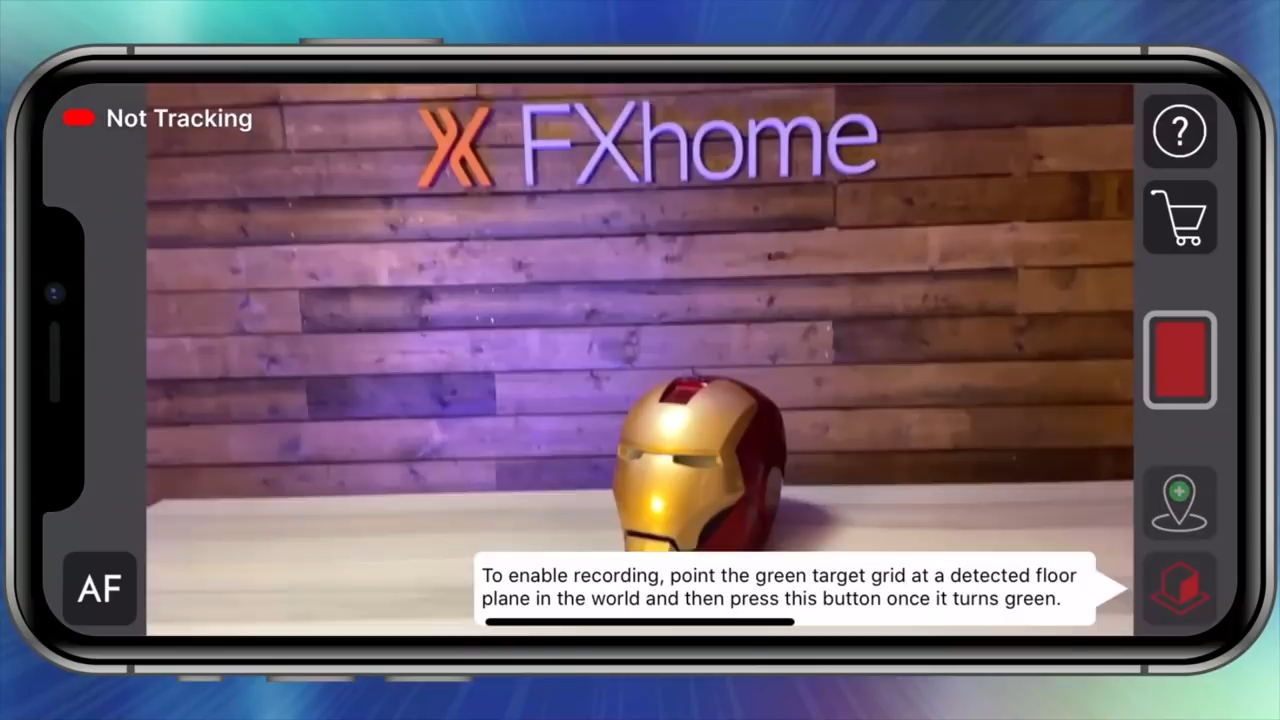 Not Tracking
FXhome
?
AF
To enable recording, point the green target grid at a detected floor
plane in the world and then press this button once it turns green.